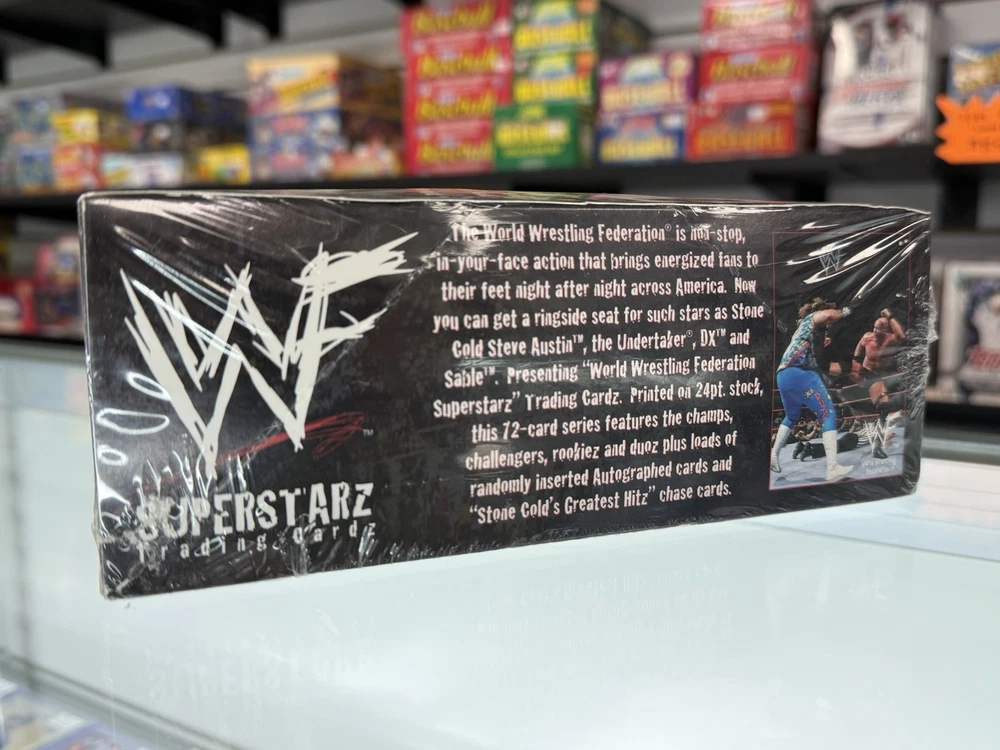 WF
SUPERSTARZ
Trading Cardz
The World Wrestling Federation® is non-stop,
in-your-face action that brings energized fans to
their feet night after night across America. Now
you can get a ringside seat for such stars as Stone
Cold Steve Austin™, the Undertaker®, DX™ and
Sable™. Presenting "World Wrestling Federation
Superstarz" Trading Cardz. Printed on 24pt. stock,
this 72-card series features the champs,
challengers, rookiez and duoz plus loads of
randomly inserted Autographed cards and
"Stone Cold's Greatest Hitz" chase cards.